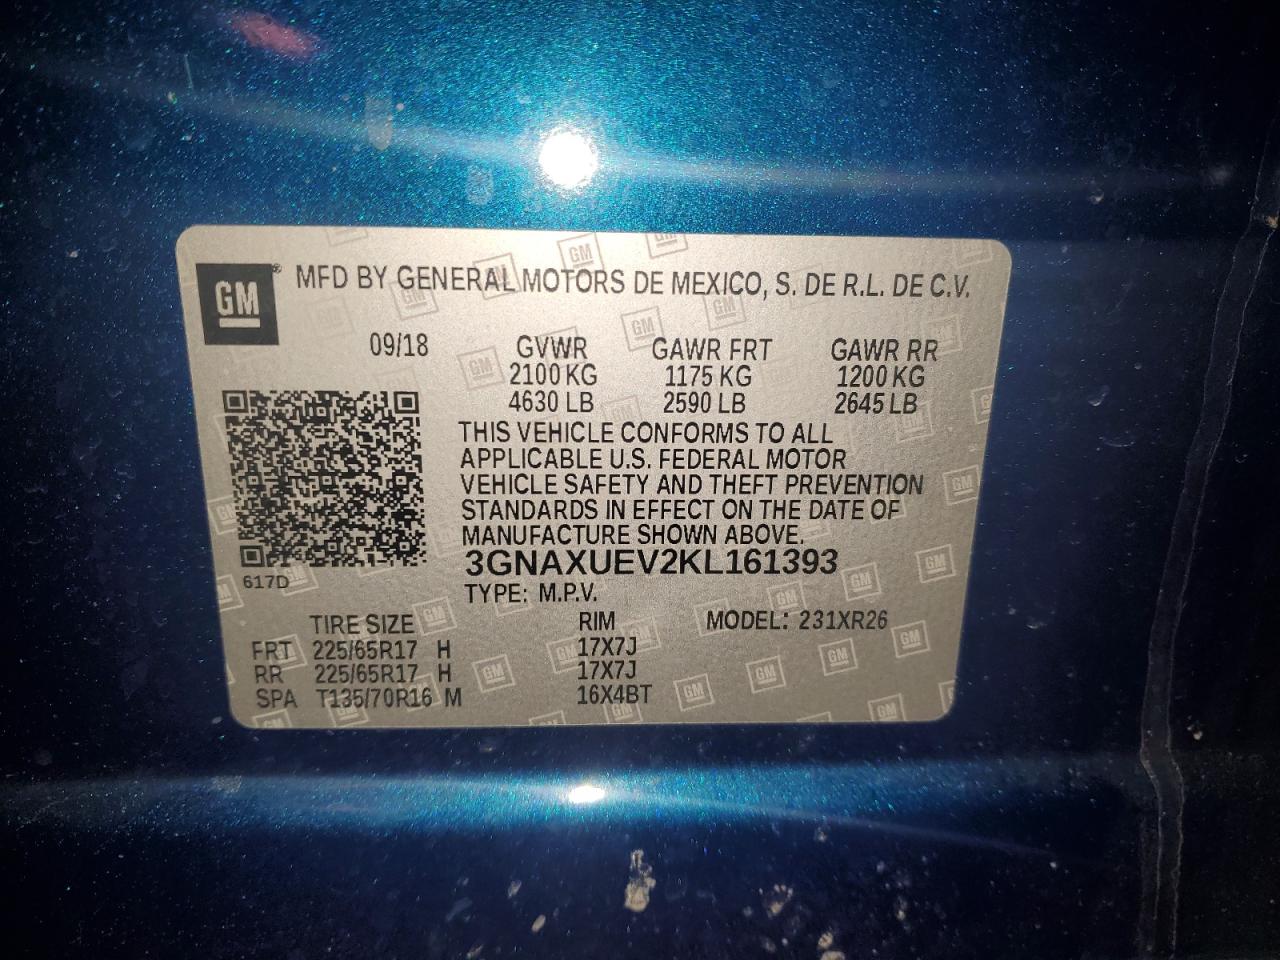 GM® MFD BY GENERAL MOTORS DE MEXICO, S. DE R.L. DE C.V.
09/18 GVWR GAWR FRT GAWR RR
2100 KG 1175 KG 1200 KG
4630 LB 2590 LB 2645 LB
THIS VEHICLE CONFORMS TO ALL
APPLICABLE U.S. FEDERAL MOTOR
VEHICLE SAFETY AND THEFT PREVENTION
STANDARDS IN EFFECT ON THE DATE OF
MANUFACTURE SHOWN ABOVE.
3GNAXUEV2KL161393
617D
TYPE: M.P.V.
TIRE SIZE RIM MODEL: 231XR26
FRT 225/65R17 H 17X7J
RR 225/65R17 H 17X7J
SPA T135/70R16 M 16X4BT